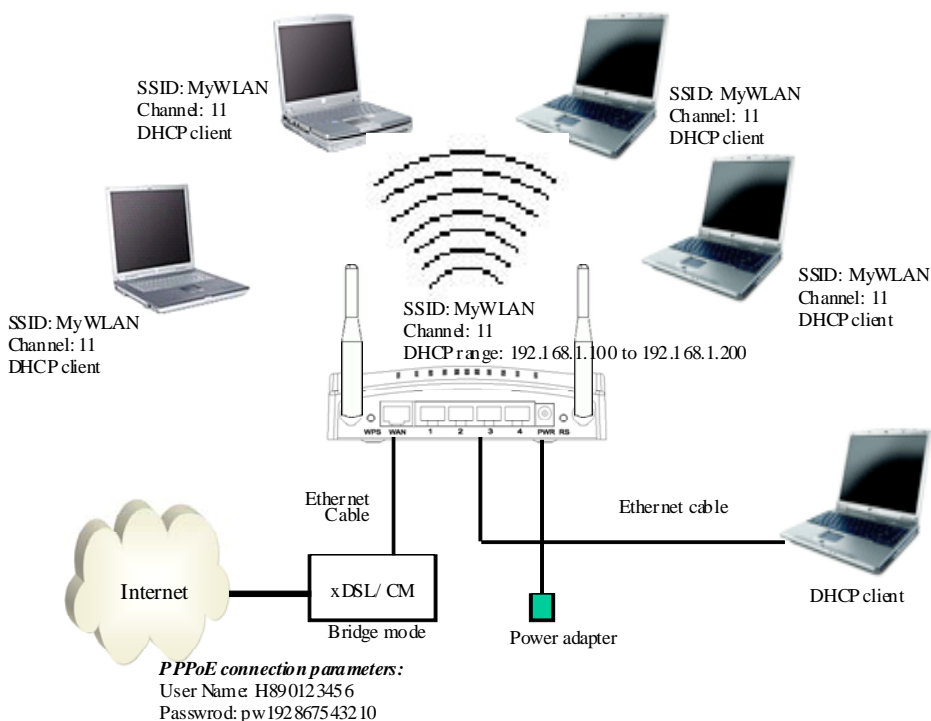 SSID: MyWLAN
Channel: 11
DHCP client
SSID: MyWLAN
Channel: 11
DHCP client
SSID: MyWLAN
Channel: 11
DHCP client
SSID: MyWLAN
Channel: 11
DHCP client
SSID: MyWLAN
Channel: 11
DHCP range: 192.168.1.100 to 192.168.1.200
WPS WAN 1 2 3 4 PWR RS
Ethernet
Cable
Ethernet cable
Internet
xDSL/ CM
Bridge mode
Power adapter
DHCP client
PPPoE connection parameters:
User Name: H890123456
Passwrod: pw192867543210